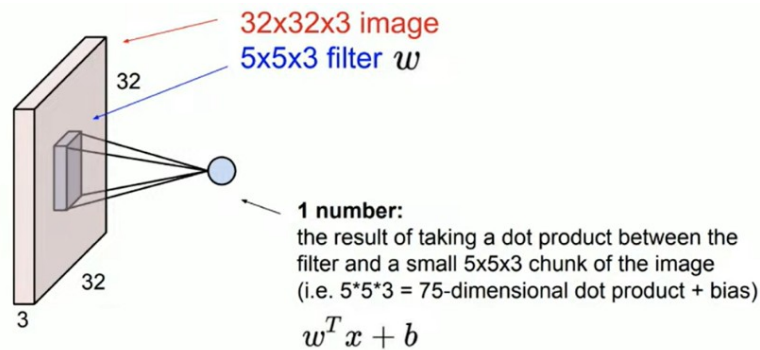 32x32x3 image
5x5x3 filter w
32
1 number:
the result of taking a dot product between the
filter and a small 5x5x3 chunk of the image
(i.e. 5*5*3 = 75-dimensional dot product + bias)
32
3
w^T x + b